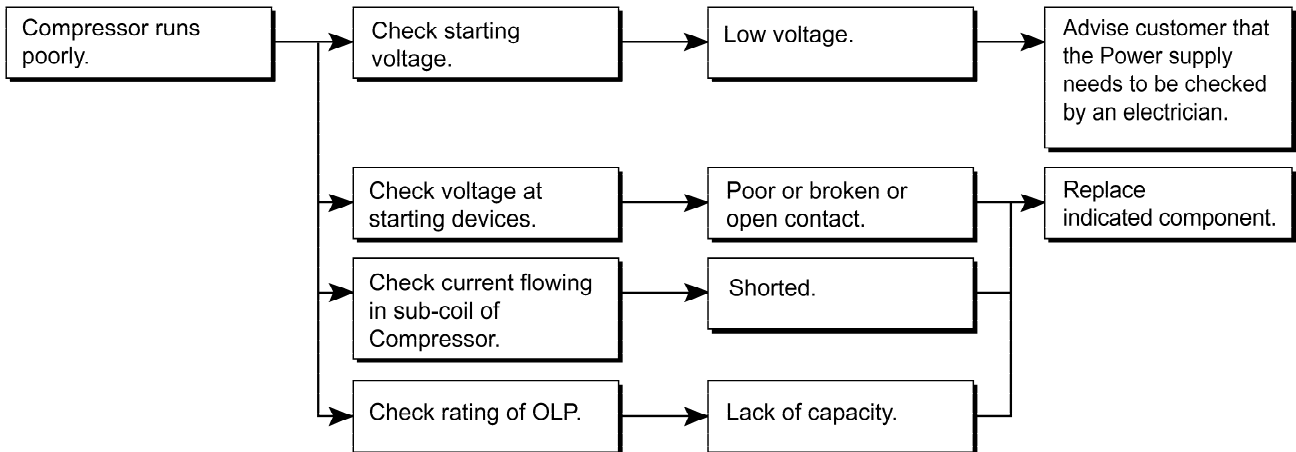 Compressor runs
poorly.
Check starting
voltage.
Low voltage.
Advise customer that
the Power supply
needs to be checked
by an electrician.
Check voltage at
starting devices.
Poor or broken or
open contact.
Replace
indicated component.
Check current flowing
in sub-coil of
Compressor.
Shorted.
Check rating of OLP.
Lack of capacity.